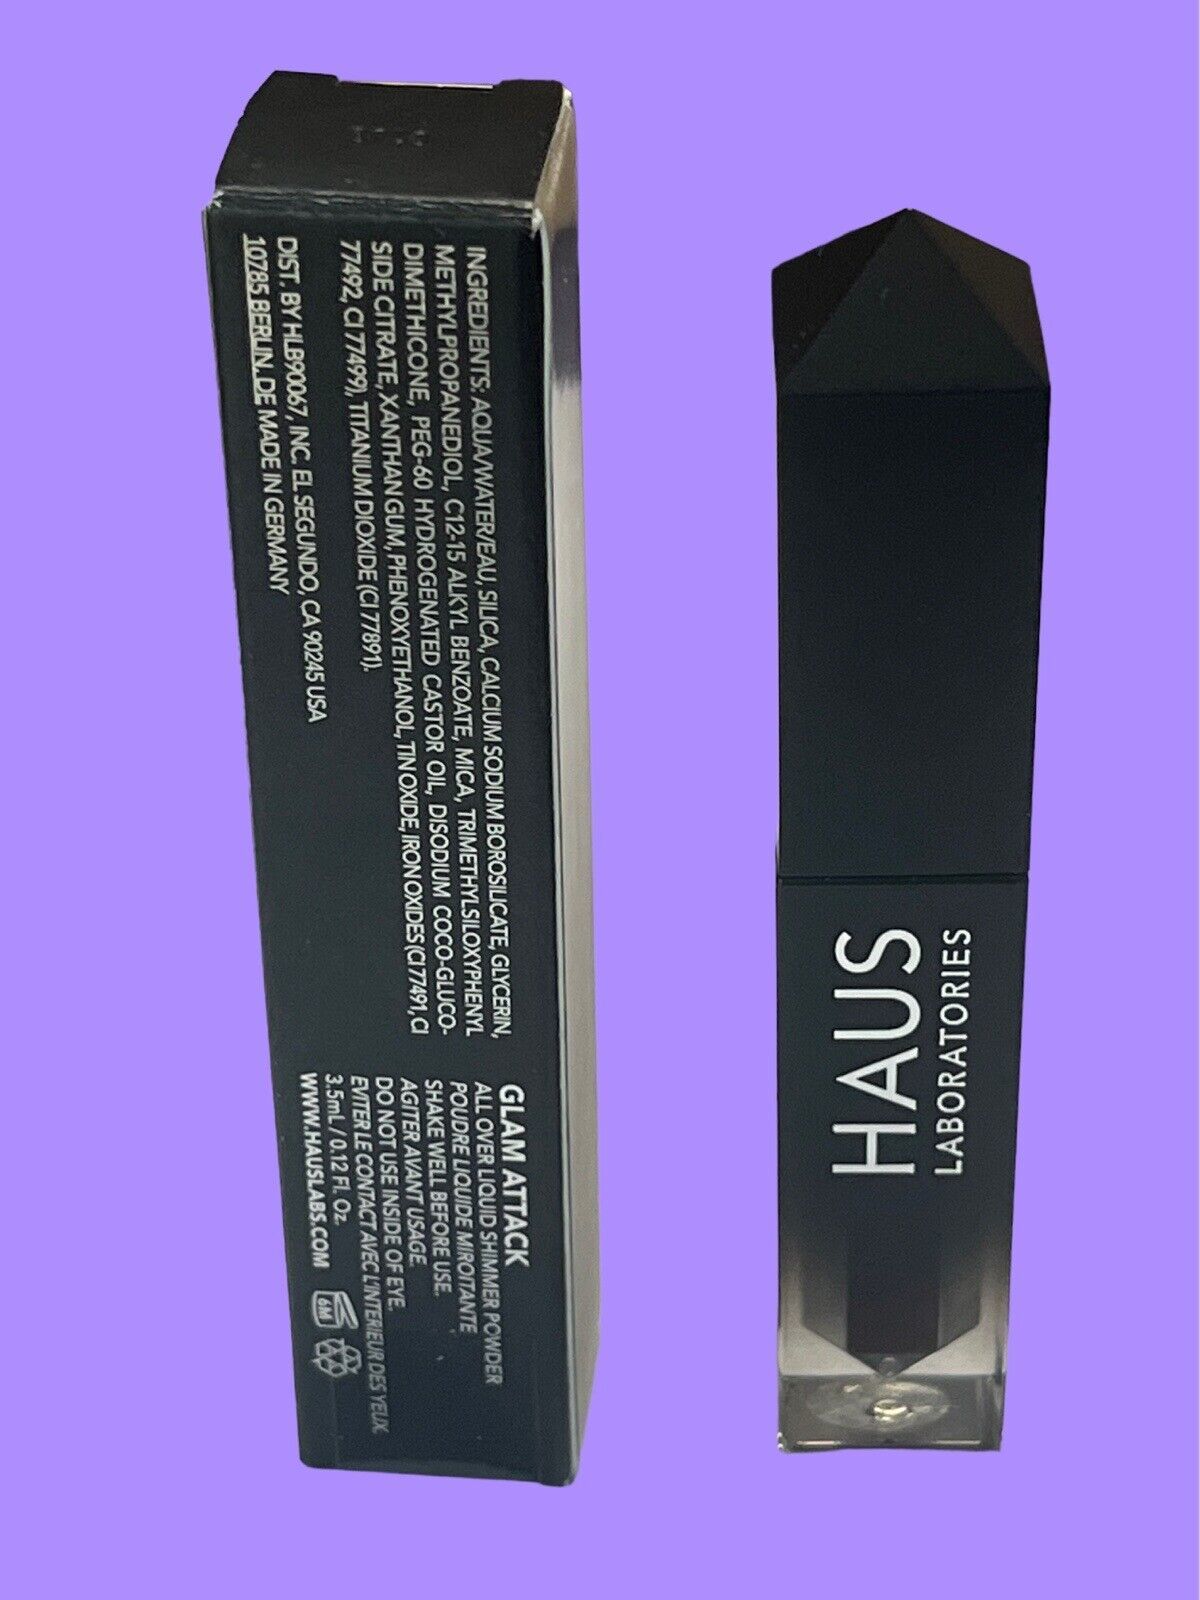 INGREDIENTS: AQUA/WATER/EAU, SILICA, CALCIUM SODIUM BOROSILICATE, GLYCERIN,
METHYLPROPANEDIOL, C12-15 ALKYL BENZOATE, MICA, TRIMETHYLSILOXYPHENYL
DIMETHICONE, PEG-60 HYDROGENATED CASTOR OIL, DISODIUM COCO-GLUCO-
SIDE CITRATE, XANTHAN GUM, PHENOXYETHANOL, TIN OXIDE, IRON OXIDES (CI 77491, CI
77492, CI 77499), TITANIUM DIOXIDE (CI 77891).
DIST. BY HLB90067, INC. EL SEGUNDO, CA 90245 USA
10785 BERLIN, DE MADE IN GERMANY
GLAM ATTACK
ALL OVER LIQUID SHIMMER POWDER
POUDRE LIQUIDE MIROITANTE
SHAKE WELL BEFORE USE.
AGITER AVANT USAGE.
DO NOT USE INSIDE OF EYE.
EVITER LE CONTACT AVEC L'INTERIEUR DES YEUX.
3.5mL / 0.12 Fl. Oz.
WWW.HAUSLABS.COM
6M
HAUS
LABORATORIES